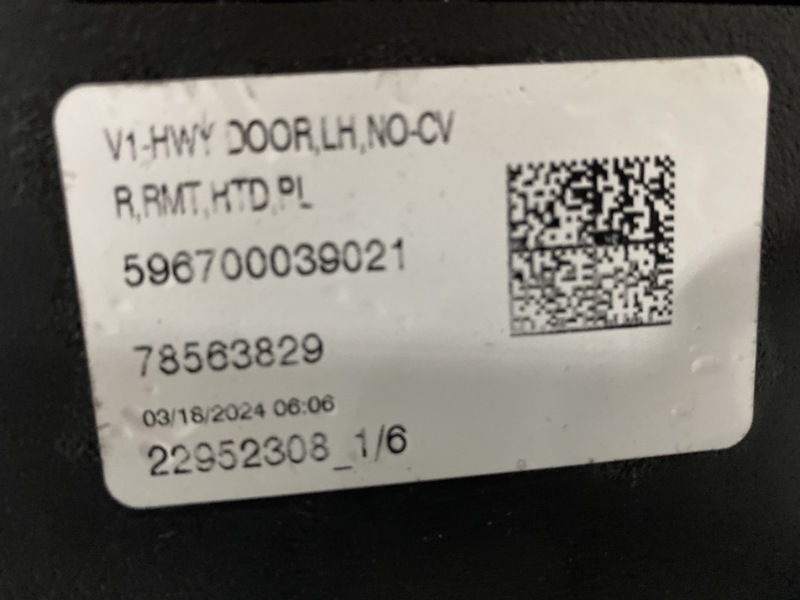 V1-HWY DOOR,LH,NO-CV
R,RMT,HTD,PL
596700039021
78563829
03/18/2024 06:06
22952308_1/6